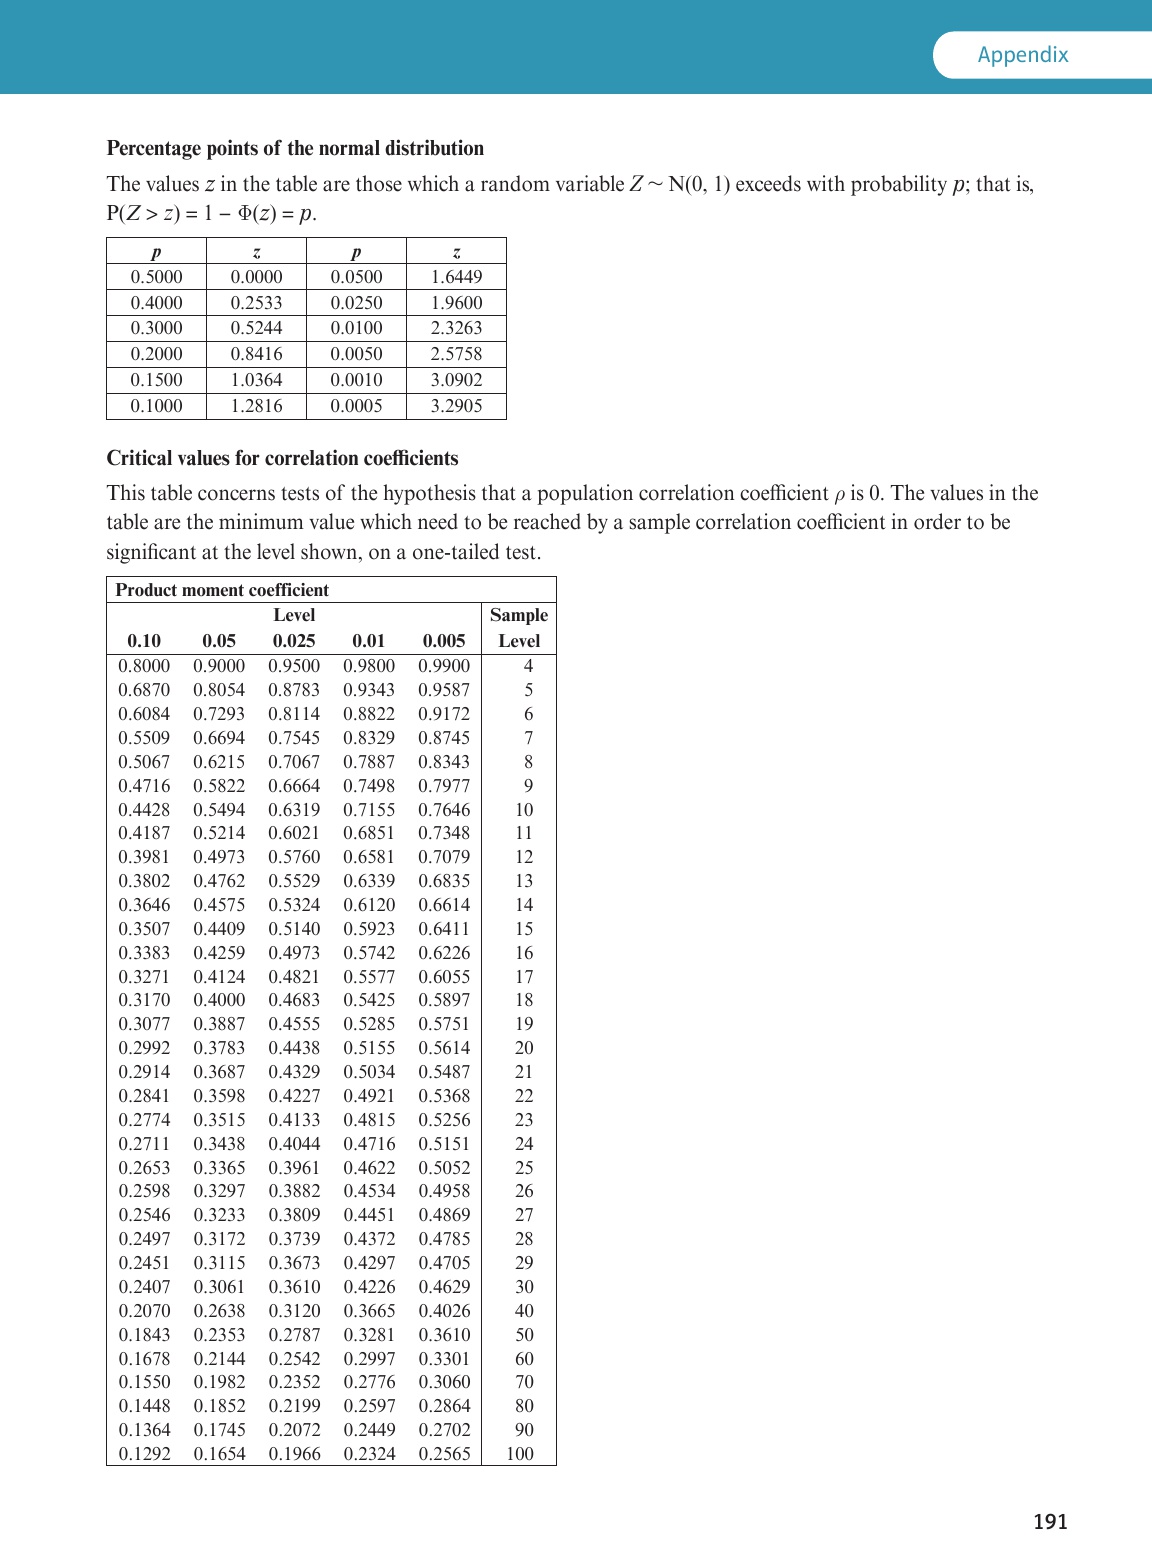 Appendix
Percentage points of the normal distribution
The values z in the table are those which a random variable Z ~ N(0, 1) exceeds with probability p; that is,
P(Z > z) = 1 – Φ(z) = p.
p z p z
0.5000 0.0000 0.0500 1.6449
0.4000 0.2533 0.0250 1.9600
0.3000 0.5244 0.0100 2.3263
0.2000 0.8416 0.0050 2.5758
0.1500 1.0364 0.0010 3.0902
0.1000 1.2816 0.0005 3.2905
Critical values for correlation coefficients
This table concerns tests of the hypothesis that a population correlation coefficient ρ is 0. The values in the
table are the minimum value which need to be reached by a sample correlation coefficient in order to be
significant at the level shown, on a one-tailed test.
Product moment coefficient
Level Sample
0.10 0.05 0.025 0.01 0.005 Level
0.8000 0.9000 0.9500 0.9800 0.9900 4
0.6870 0.8054 0.8783 0.9343 0.9587 5
0.6084 0.7293 0.8114 0.8822 0.9172 6
0.5509 0.6694 0.7545 0.8329 0.8745 7
0.5067 0.6215 0.7067 0.7887 0.8343 8
0.4716 0.5822 0.6664 0.7498 0.7977 9
0.4428 0.5494 0.6319 0.7155 0.7646 10
0.4187 0.5214 0.6021 0.6851 0.7348 11
0.3981 0.4973 0.5760 0.6581 0.7079 12
0.3802 0.4762 0.5529 0.6339 0.6835 13
0.3646 0.4575 0.5324 0.6120 0.6614 14
0.3507 0.4409 0.5140 0.5923 0.6411 15
0.3383 0.4259 0.4973 0.5742 0.6226 16
0.3271 0.4124 0.4821 0.5577 0.6055 17
0.3170 0.4000 0.4683 0.5425 0.5897 18
0.3077 0.3887 0.4555 0.5285 0.5751 19
0.2992 0.3783 0.4438 0.5155 0.5614 20
0.2914 0.3687 0.4329 0.5034 0.5487 21
0.2841 0.3598 0.4227 0.4921 0.5368 22
0.2774 0.3515 0.4133 0.4815 0.5256 23
0.2711 0.3438 0.4044 0.4716 0.5151 24
0.2653 0.3365 0.3961 0.4622 0.5052 25
0.2598 0.3297 0.3882 0.4534 0.4958 26
0.2546 0.3233 0.3809 0.4451 0.4869 27
0.2497 0.3172 0.3739 0.4372 0.4785 28
0.2451 0.3115 0.3673 0.4297 0.4705 29
0.2407 0.3061 0.3610 0.4226 0.4629 30
0.2070 0.2638 0.3120 0.3665 0.4026 40
0.1843 0.2353 0.2787 0.3281 0.3610 50
0.1678 0.2144 0.2542 0.2997 0.3301 60
0.1550 0.1982 0.2352 0.2776 0.3060 70
0.1448 0.1852 0.2199 0.2597 0.2864 80
0.1364 0.1745 0.2072 0.2449 0.2702 90
0.1292 0.1654 0.1966 0.2324 0.2565 100
191